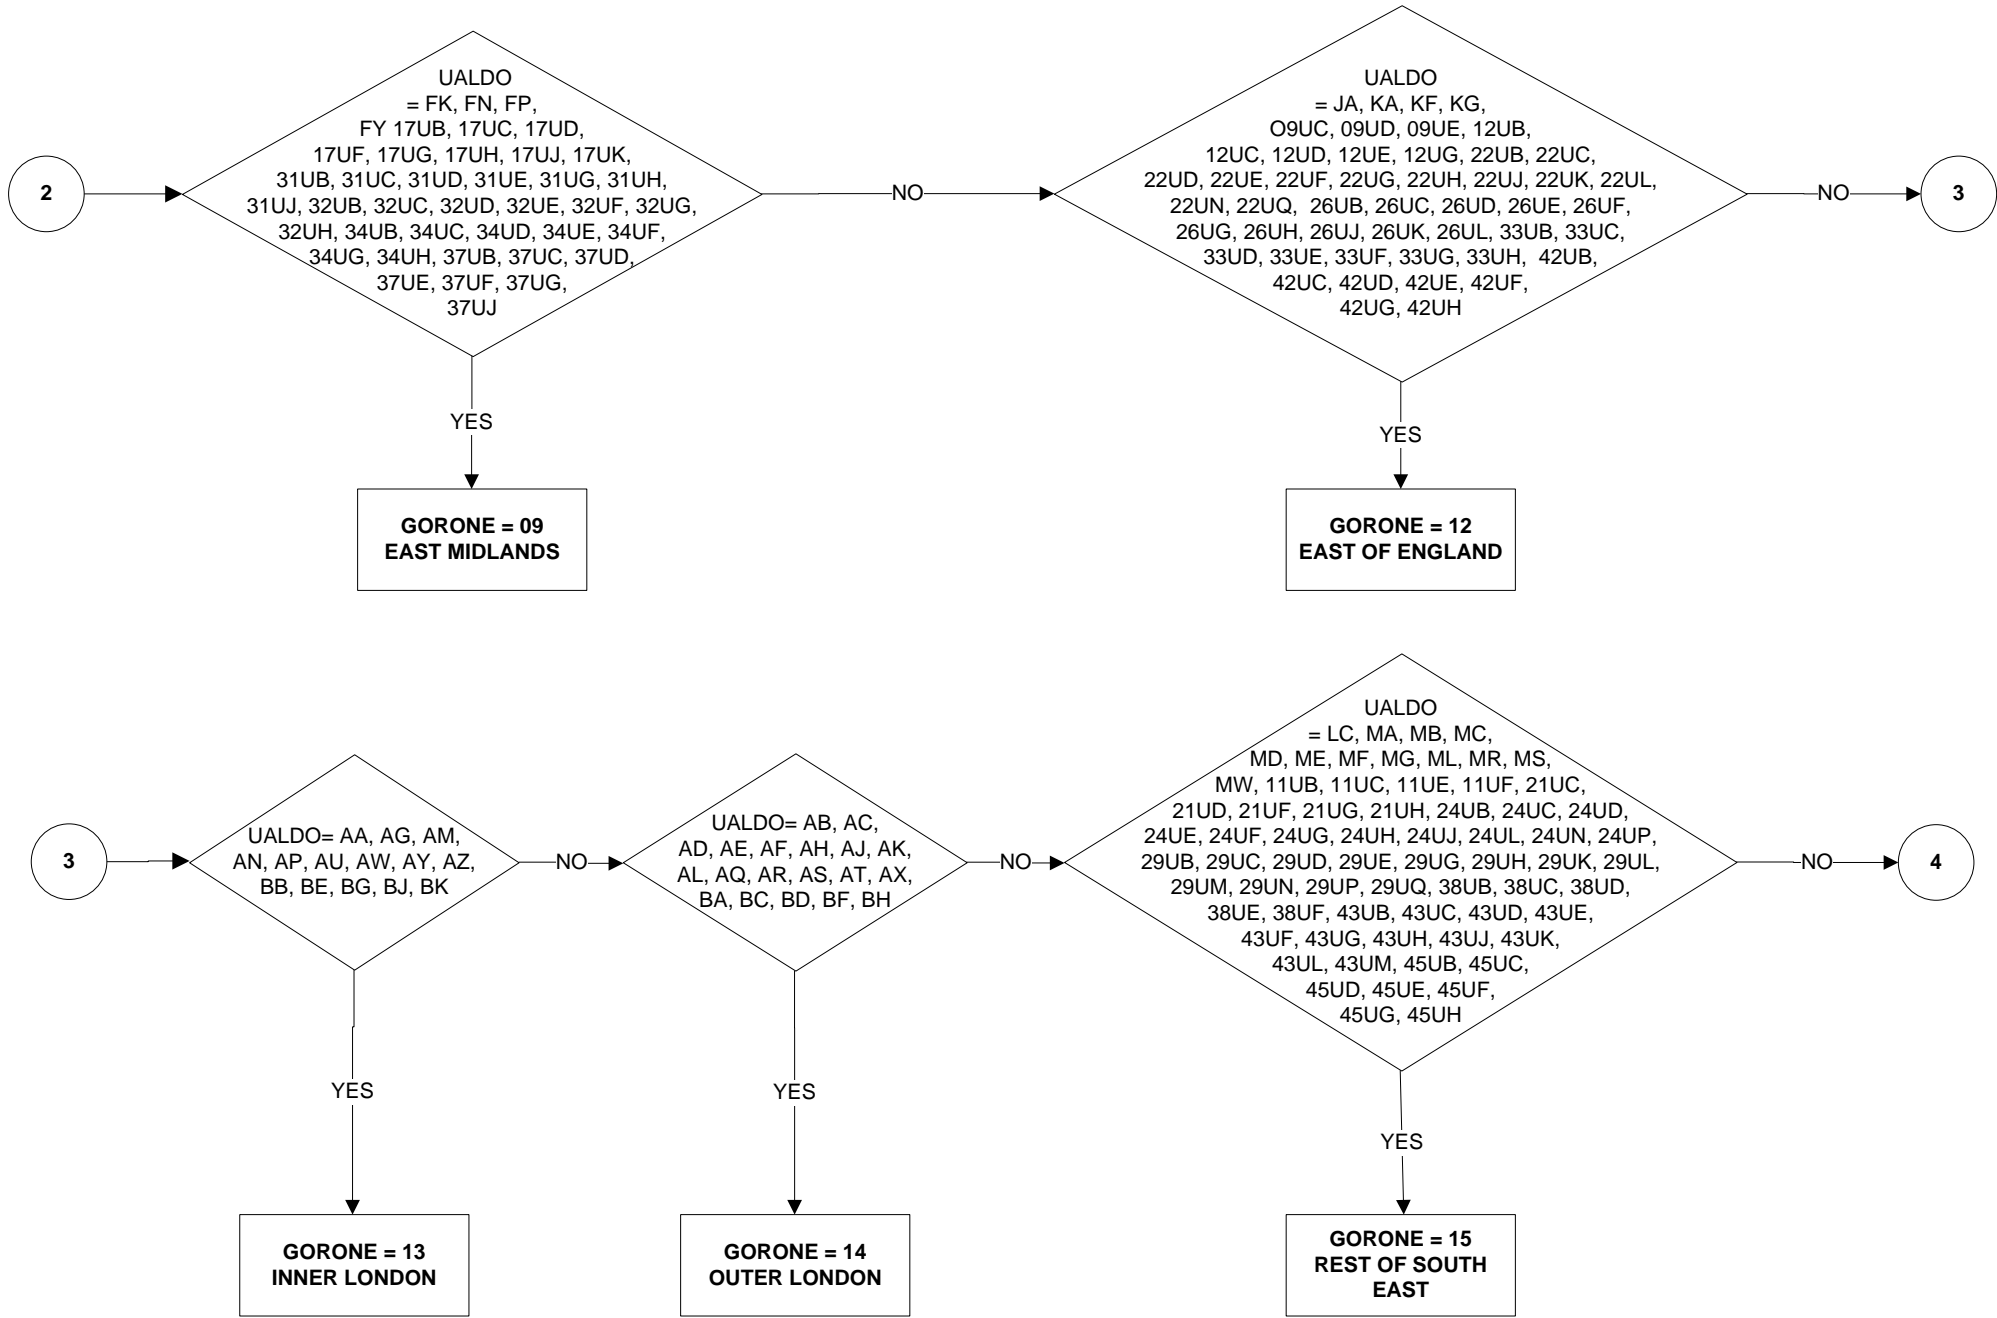 2
UALDO
= FK, FN, FP,
FY 17UB, 17UC, 17UD,
17UF, 17UG, 17UH, 17UJ, 17UK,
31UB, 31UC, 31UD, 31UE, 31UG, 31UH,
31UJ, 32UB, 32UC, 32UD, 32UE, 32UF, 32UG,
32UH, 34UB, 34UC, 34UD, 34UE, 34UF,
34UG, 34UH, 37UB, 37UC, 37UD,
37UE, 37UF, 37UG,
37UJ
NO
UALDO
= JA, KA, KF, KG,
O9UC, 09UD, 09UE, 12UB,
12UC, 12UD, 12UE, 12UG, 22UB, 22UC,
22UD, 22UE, 22UF, 22UG, 22UH, 22UJ, 22UK, 22UL,
22UN, 22UQ, 26UB, 26UC, 26UD, 26UE, 26UF,
26UG, 26UH, 26UJ, 26UK, 26UL, 33UB, 33UC,
33UD, 33UE, 33UF, 33UG, 33UH, 42UB,
42UC, 42UD, 42UE, 42UF,
42UG, 42UH
NO
3
YES
YES
GORONE = 09
EAST MIDLANDS
GORONE = 12
EAST OF ENGLAND
3
UALDO= AA, AG, AM,
AN, AP, AU, AW, AY, AZ,
BB, BE, BG, BJ, BK
NO
UALDO= AB, AC,
AD, AE, AF, AH, AJ, AK,
AL, AQ, AR, AS, AT, AX,
BA, BC, BD, BF, BH
NO
UALDO
= LC, MA, MB, MC,
MD, ME, MF, MG, ML, MR, MS,
MW, 11UB, 11UC, 11UE, 11UF, 21UC,
21UD, 21UF, 21UG, 21UH, 24UB, 24UC, 24UD,
24UE, 24UF, 24UG, 24UH, 24UJ, 24UL, 24UN, 24UP,
29UB, 29UC, 29UD, 29UE, 29UG, 29UH, 29UK, 29UL,
29UM, 29UN, 29UP, 29UQ, 38UB, 38UC, 38UD,
38UE, 38UF, 43UB, 43UC, 43UD, 43UE,
43UF, 43UG, 43UH, 43UJ, 43UK,
43UL, 43UM, 45UB, 45UC,
45UD, 45UE, 45UF,
45UG, 45UH
NO
4
YES
YES
YES
GORONE = 13
INNER LONDON
GORONE = 14
OUTER LONDON
GORONE = 15
REST OF SOUTH
EAST